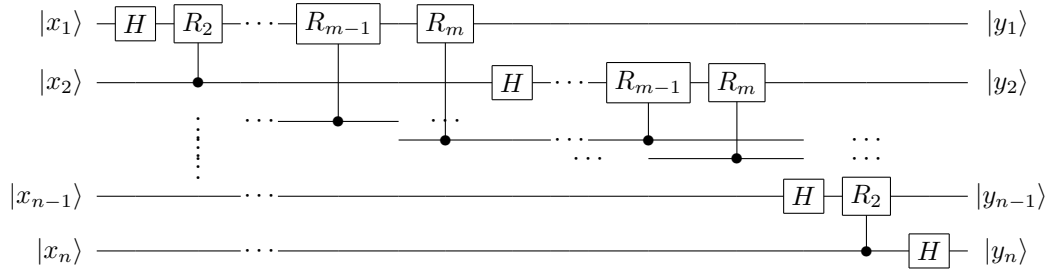 |x₁⟩ H R₂ ··· Rₘ₋₁ Rₘ |y₁⟩
|x₂⟩ H ··· Rₘ₋₁ Rₘ |y₂⟩
··· ···
··· ···
···  ···
|xₙ₋₁⟩ ··· H R₂ |yₙ₋₁⟩
|xₙ⟩ ··· H |yₙ⟩